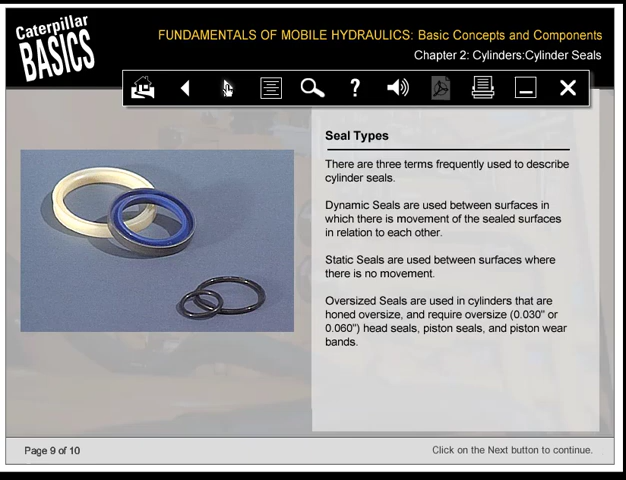 Caterpillar
BASICS
FUNDAMENTALS OF MOBILE HYDRAULICS: Basic Concepts and Components
Chapter 2: Cylinders:Cylinder Seals
?
Seal Types
There are three terms frequently used to describe
cylinder seals.
Dynamic Seals are used between surfaces in
which there is movement of the sealed surfaces
in relation to each other.
Static Seals are used between surfaces where
there is no movement.
Oversized Seals are used in cylinders that are
honed oversize, and require oversize (0.030" or
0.060") head seals, piston seals, and piston wear
bands.
Page 9 of 10
Click on the Next button to continue.